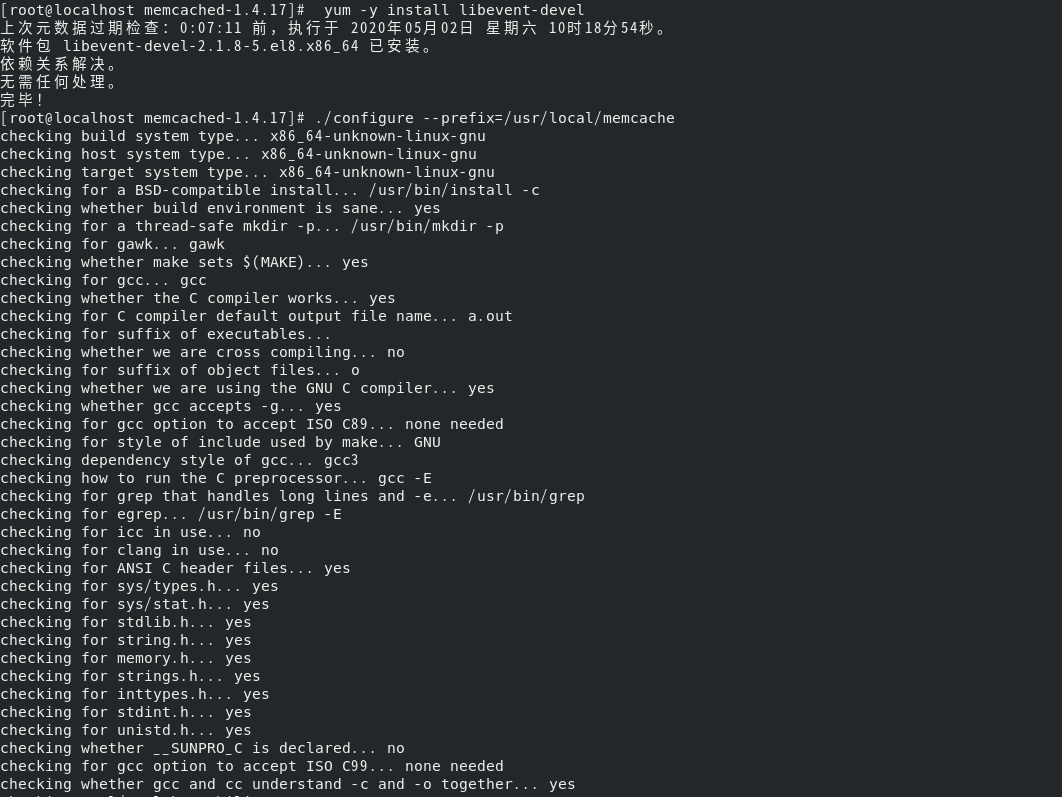 [root@localhost memcached-1.4.17]#  yum -y install libevent-devel
上次元数据过期检查：0:07:11 前，执行于 2020年05月02日 星期六 10时18分54秒。
软件包 libevent-devel-2.1.8-5.el8.x86_64 已安装。
依赖关系解决。
无需任何处理。
完毕！
[root@localhost memcached-1.4.17]# ./configure --prefix=/usr/local/memcache
checking build system type... x86_64-unknown-linux-gnu
checking host system type... x86_64-unknown-linux-gnu
checking target system type... x86_64-unknown-linux-gnu
checking for a BSD-compatible install... /usr/bin/install -c
checking whether build environment is sane... yes
checking for a thread-safe mkdir -p... /usr/bin/mkdir -p
checking for gawk... gawk
checking whether make sets $(MAKE)... yes
checking for gcc... gcc
checking whether the C compiler works... yes
checking for C compiler default output file name... a.out
checking for suffix of executables...
checking whether we are cross compiling... no
checking for suffix of object files... o
checking whether we are using the GNU C compiler... yes
checking whether gcc accepts -g... yes
checking for gcc option to accept ISO C89... none needed
checking for style of include used by make... GNU
checking dependency style of gcc... gcc3
checking how to run the C preprocessor... gcc -E
checking for grep that handles long lines and -e... /usr/bin/grep
checking for egrep... /usr/bin/grep -E
checking for icc in use... no
checking for clang in use... no
checking for ANSI C header files... yes
checking for sys/types.h... yes
checking for sys/stat.h... yes
checking for stdlib.h... yes
checking for string.h... yes
checking for memory.h... yes
checking for strings.h... yes
checking for inttypes.h... yes
checking for stdint.h... yes
checking for unistd.h... yes
checking whether __SUNPRO_C is declared... no
checking for gcc option to accept ISO C99... none needed
checking whether gcc and cc understand -c and -o together... yes